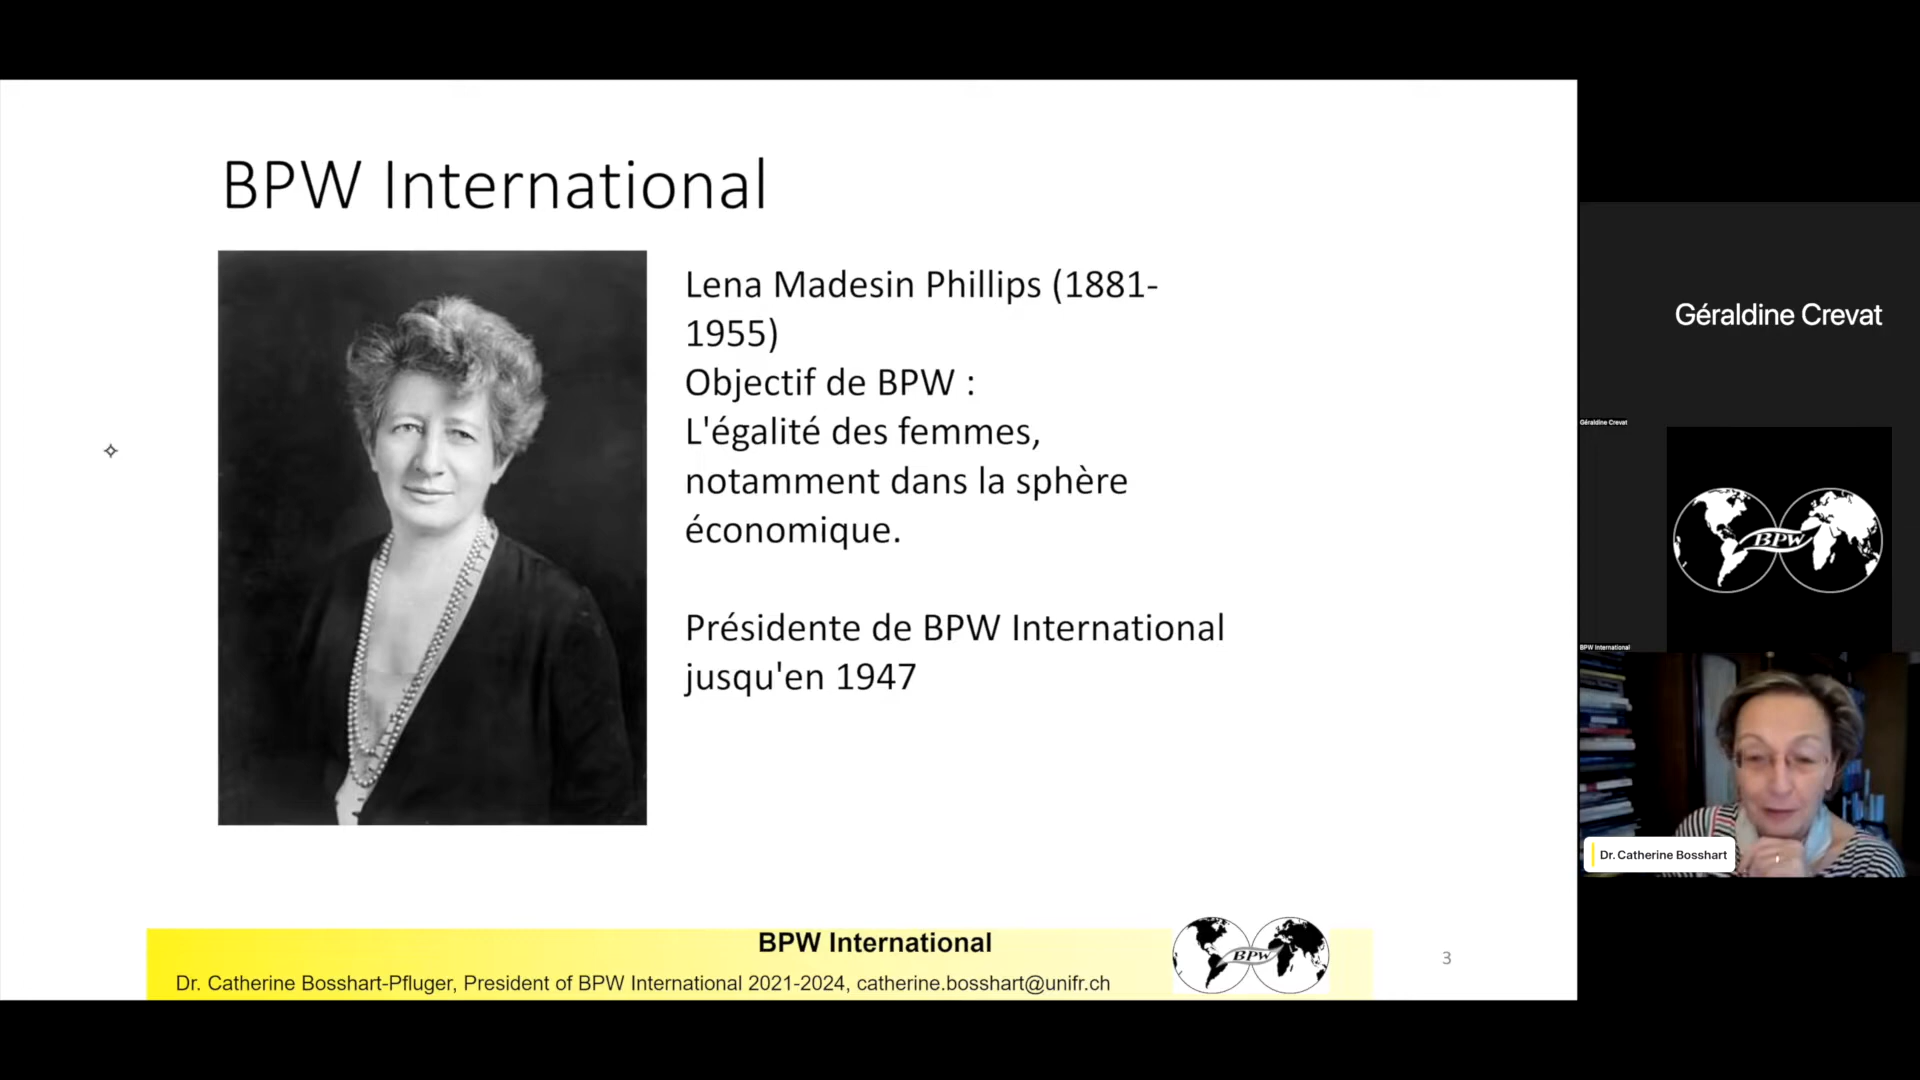 BPW International
Lena Madesin Phillips (1881-
1955)
Objectif de BPW :
L'égalité des femmes,
notamment dans la sphère
économique.
Présidente de BPW International
jusqu'en 1947
BPW International
Dr. Catherine Bosshart-Pfluger, President of BPW International 2021-2024, catherine.bosshart@unifr.ch
BPW
3
Géraldine Crevat
Géraldine Crevat
BPW
BPW International
Dr. Catherine Bosshart